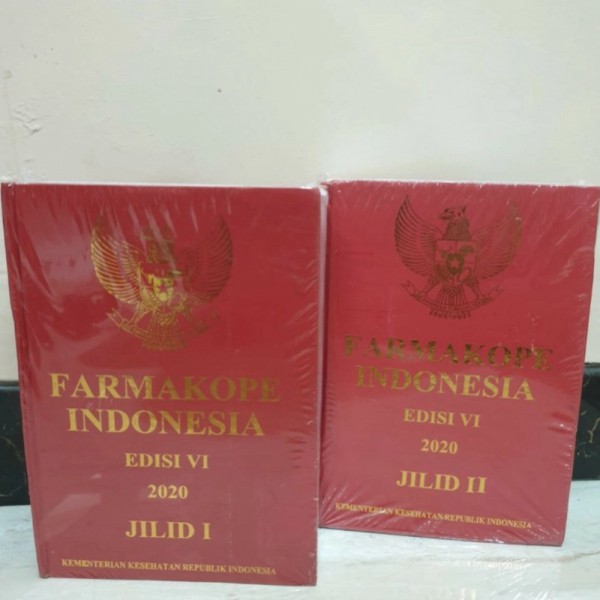 FARMAKOPE
INDONESIA
EDISI VI
2020
JILID I
KEMENTERIAN KESEHATAN REPUBLIK INDONESIA
FARMAKOPE
INDONESIA
EDISI VI
2020
JILID II
KEMENTERIAN KESEHATAN REPUBLIK INDONESIA